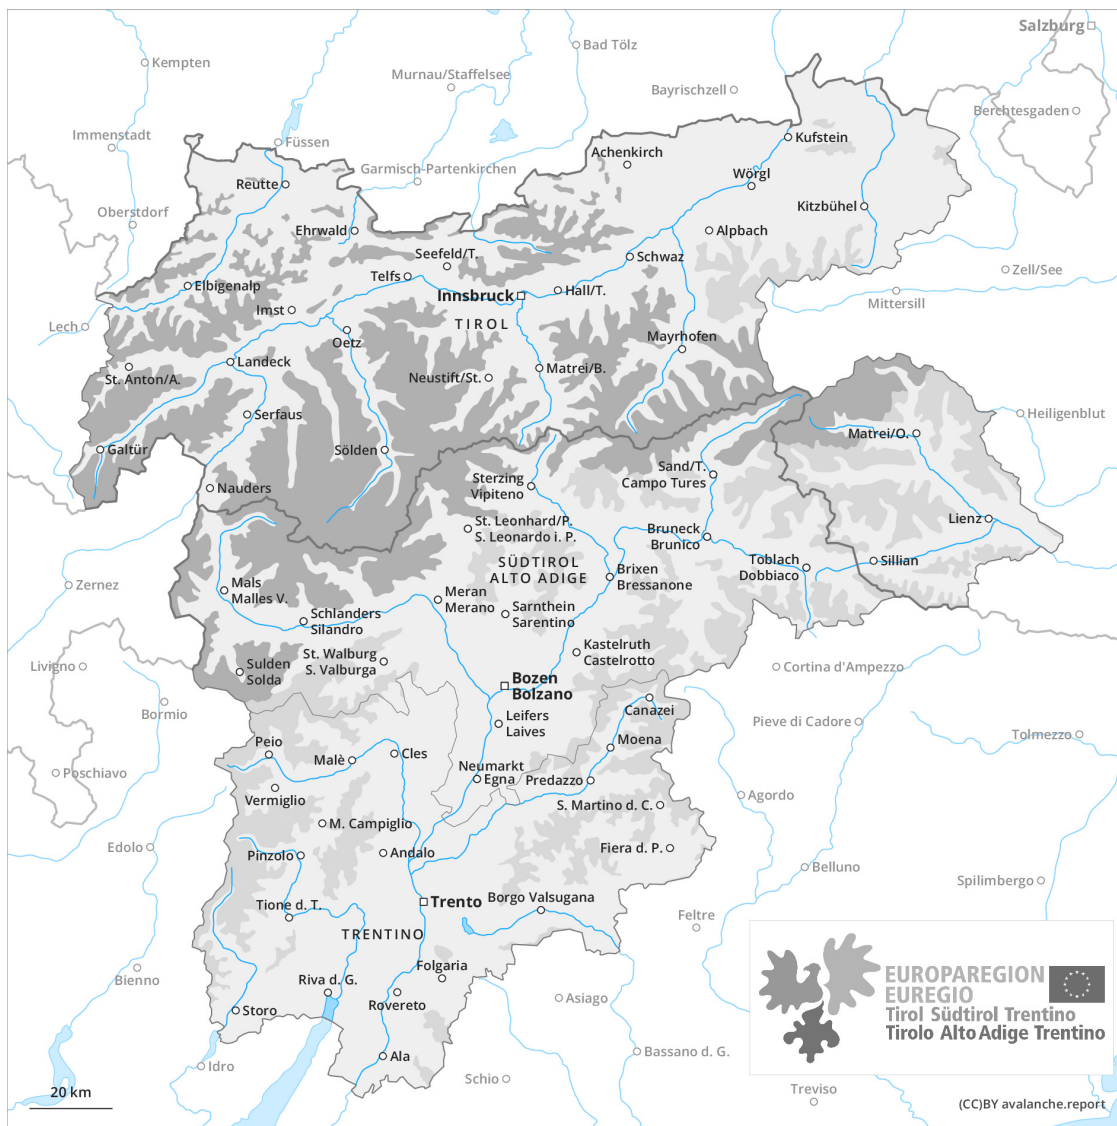 Salzburg
Bad Tölz
Kempten
Murnau/Staffelsee
Bayrischzell
Berchtesgaden
Immenstadt
Füssen
Kufstein
Achenkirch
Garmisch-Partenkirchen
Wörgl
Reutte
Oberstdorf
Kitzbühel
Ehrwald
Alpbach
Seefeld/T.
Schwaz
Zell/See
Telfs
Elbigenalp
Innsbruck
Hall/T.
Mittersill
Imst
TIROL
Lech
Oetz
Mayrhofen
Landeck
Matrei/B.
St. Anton/A.
Neustift/St.
Serfaus
Heiligenblut
Matrei/O.
Galtür
Sölden
Sand/T.
Campo Tures
Sterzing
Vipiteno
Nauders
Lienz
St. Leonhard/P.
S. Leonardo i. P.
Bruneck
Brunico
SÜDTIROL
ALTO ADIGE
Toblach
Dobbiaco
Sillian
Brixen
Bressanone
Zernez
Mals
Malles V.
Meran
Merano
Schlanders
Silandro
Sarnthein
Sarentino
Kastelruth
Castelrotto
St. Walburg
S. Valburga
Livigno
Sulden
Solda
Cortina d'Ampezzo
Bozen
Bolzano
Bormio
Canazei
Leifers
Laives
Pieve di Cadore
Tolmezzo
Peio
Malè
Cles
Moena
Poschiavo
Neumarkt
Egna
Predazzo
Vermiglio
S. Martino d. C.
Agordo
M. Campiglio
Edolo
Pinzolo
Andalo
Fiera d. P.
Belluno
Spilimbergo
Trento
Borgo Valsugana
Tione d. T.
Feltre
TRENTINO
Folgaria
Bienno
Riva d. G.
Rovereto
Asiago
Storo
EUROPAREGION
EUREGIO
Tirol Südtirol Trentino
Tirolo Alto Adige Trentino
Ala
Bassano d. G.
Idro
Schio
Treviso
20 km
(CC)BY avalanche.report